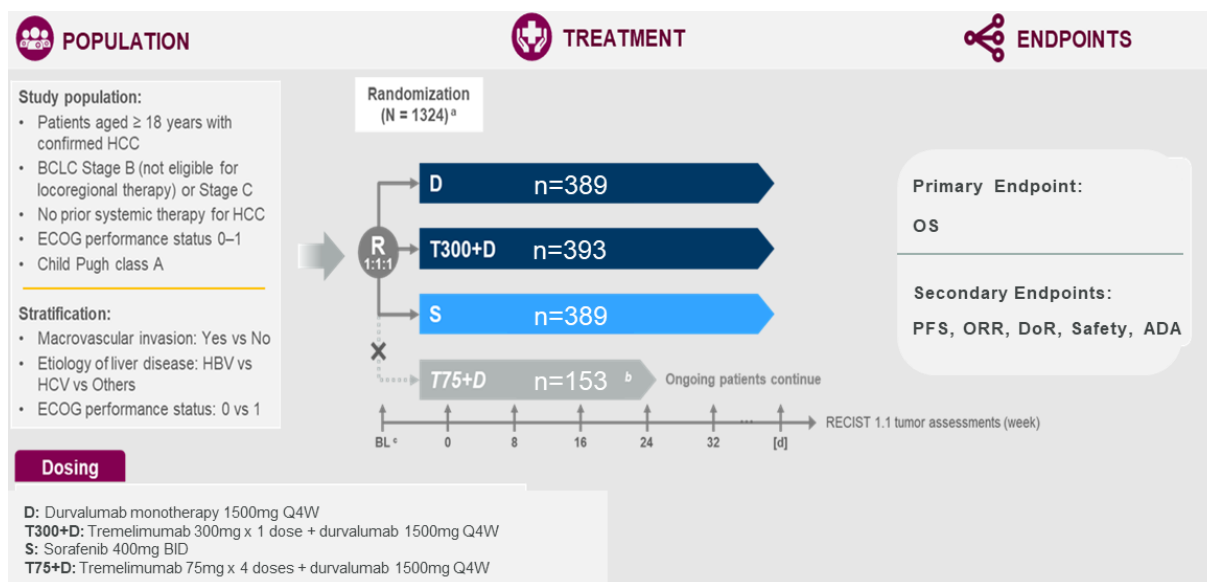 POPULATION
TREATMENT
ENDPOINTS
Study population:
• Patients aged ≥ 18 years with
confirmed HCC
• BCLC Stage B (not eligible for
locoregional therapy) or Stage C
• No prior systemic therapy for HCC
• ECOG performance status 0–1
• Child Pugh class A
Stratification:
• Macrovascular invasion: Yes vs No
• Etiology of liver disease: HBV vs
HCV vs Others
• ECOG performance status: 0 vs 1
Randomization
(N = 1324) a
R
1:1:1
D n=389
T300+D n=393
S n=389
T75+D n=153 b Ongoing patients continue
BL c 0 8 16 24 32 ... [d] RECIST 1.1 tumor assessments (week)
Primary Endpoint:
OS
Secondary Endpoints:
PFS, ORR, DoR, Safety, ADA
Dosing
D: Durvalumab monotherapy 1500mg Q4W
T300+D: Tremelimumab 300mg x 1 dose + durvalumab 1500mg Q4W
S: Sorafenib 400mg BID
T75+D: Tremelimumab 75mg x 4 doses + durvalumab 1500mg Q4W